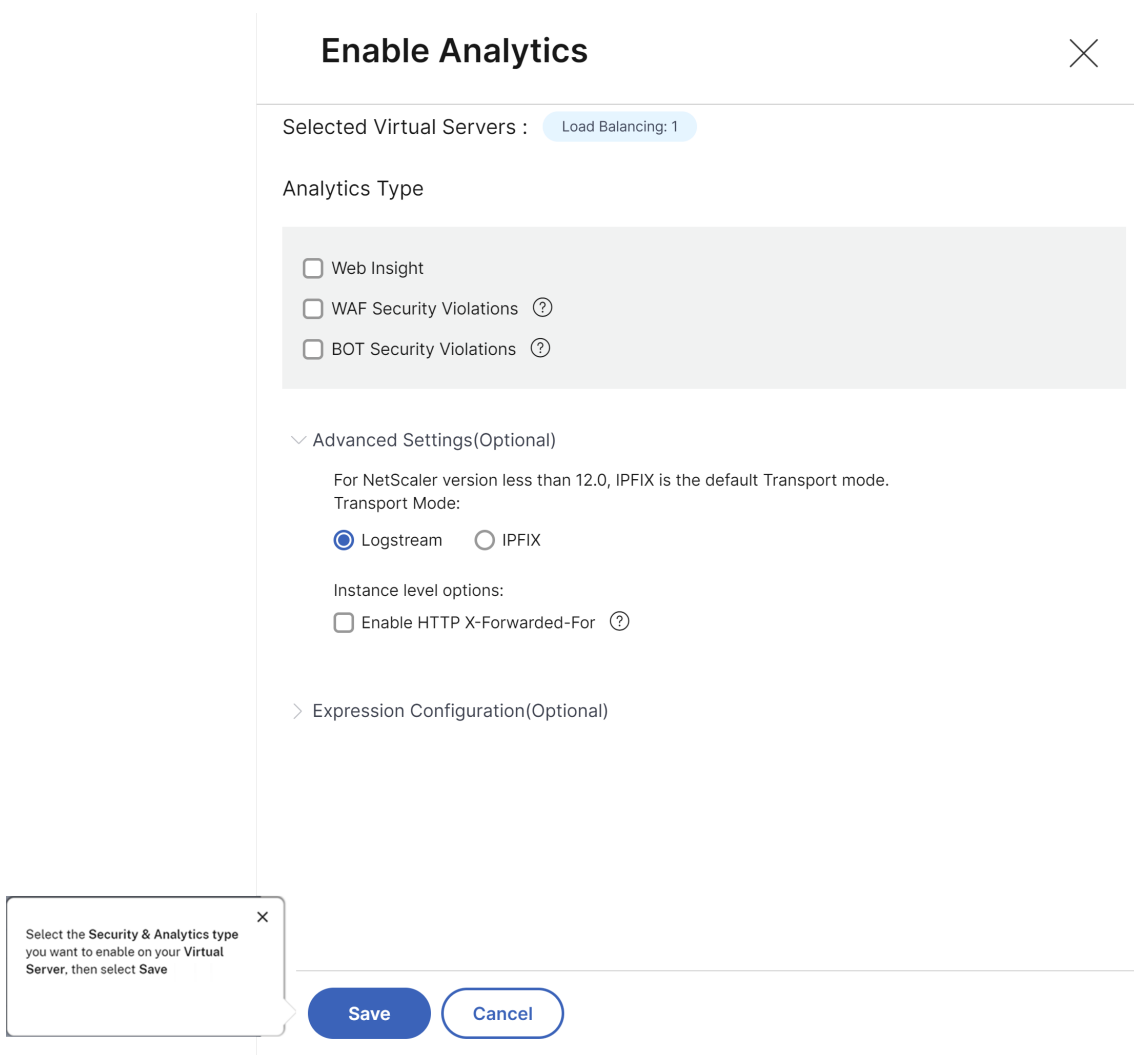 Enable Analytics
Selected Virtual Servers : Load Balancing: 1
Analytics Type
Web Insight
WAF Security Violations ?
BOT Security Violations ?
Advanced Settings(Optional)
For NetScaler version less than 12.0, IPFIX is the default Transport mode.
Transport Mode:
Logstream IPFIX
Instance level options:
Enable HTTP X-Forwarded-For ?
Expression Configuration(Optional)
Select the Security & Analytics type
you want to enable on your Virtual
Server, then select Save
Save Cancel